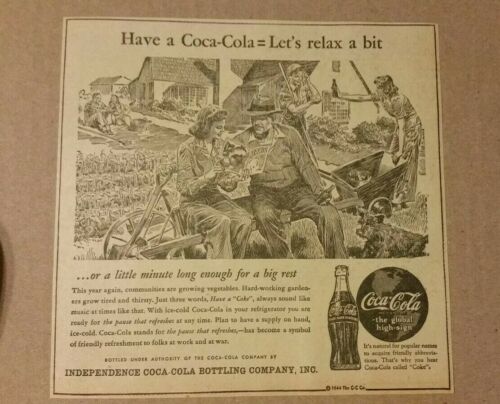 Have a Coca-Cola = Let's relax a bit
...or a little minute long enough for a big rest
This year again, communities are growing vegetables. Hard-working garden-
ers grow tired and thirsty. Just three words, Have a "Coke", always sound like
music at times like that. With ice-cold Coca-Cola in your refrigerator you are
ready for the pause that refreshes at any time. Plan to have a supply on hand,
ice-cold. Coca-Cola stands for the pause that refreshes,—has become a symbol
of friendly refreshment to folks at work and at war.
BOTTLED UNDER AUTHORITY OF THE COCA-COLA COMPANY BY
INDEPENDENCE COCA-COLA BOTTLING COMPANY, INC.
Coca-Cola
Coca-Cola
-the global
high-sign
It's natural for popular names
to acquire friendly abbrevia-
tions. That's why you hear
Coca-Cola called "Coke".
© 1944 The C-C Co.